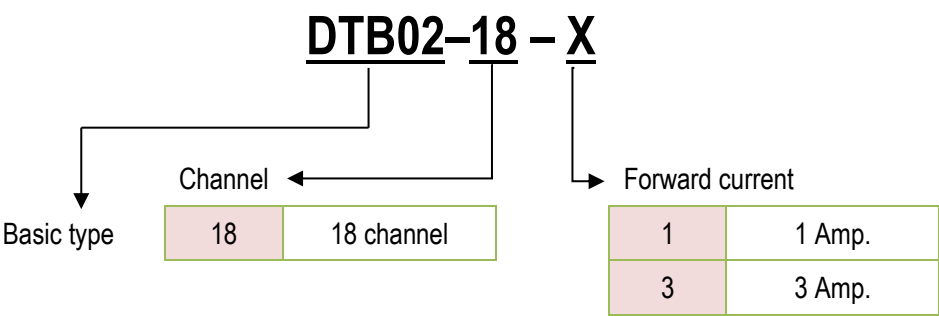 DTB02–18 – X
Channel
Forward current
Basic type
18 18 channel
1 1 Amp.
3 3 Amp.